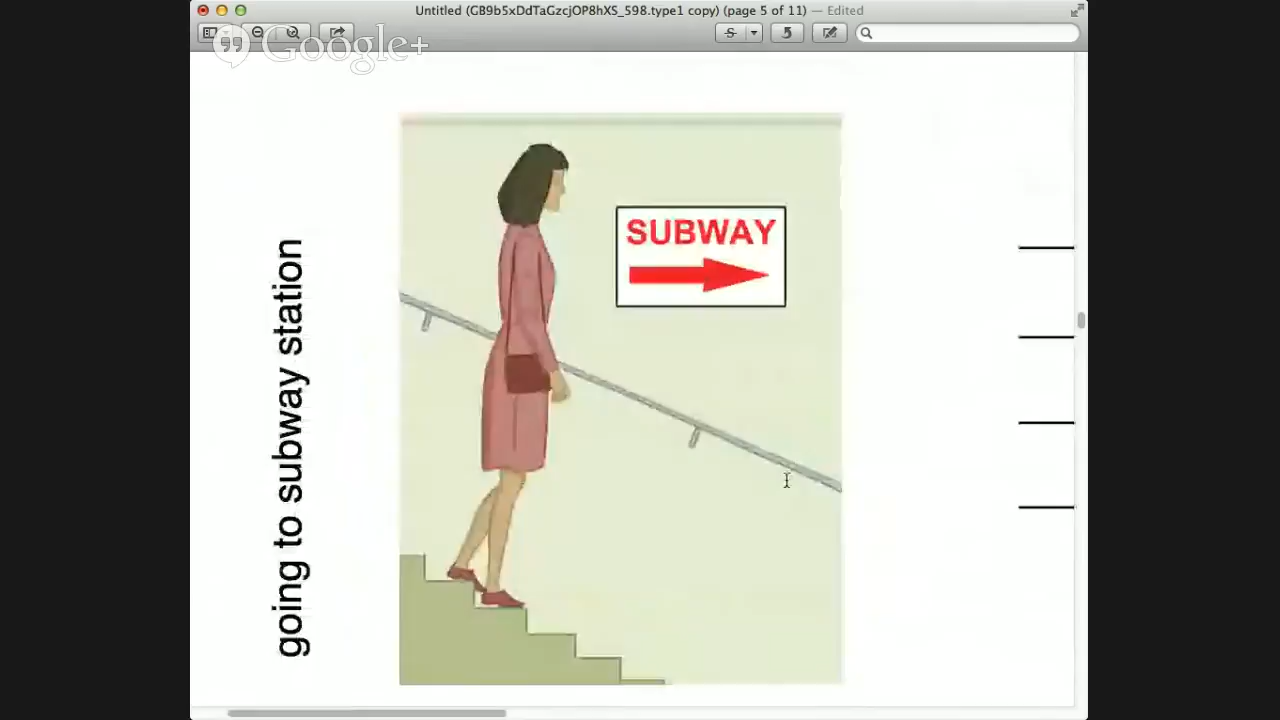 Untitled (GB9b5xDdTaGzcjOP8hXS_598.type1 copy) (page 5 of 11) — Edited
Google+
SUBWAY
going to subway station